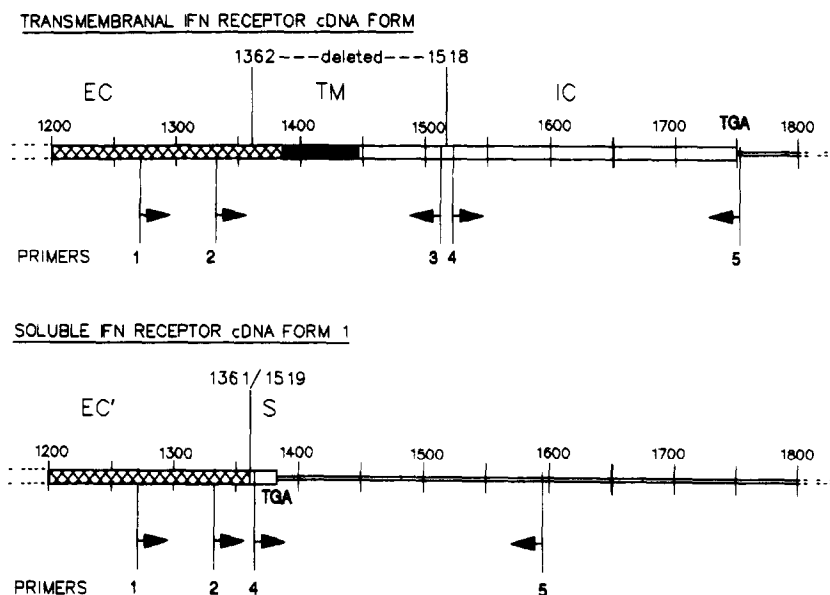 TRANSMEMBRANAL IFN RECEPTOR cDNA FORM
1362---deleted---1518
EC TM IC
1200 1300 1400 1500 1600 1700 TGA 1800
PRIMERS 1 2 3 4 5
SOLUBLE IFN RECEPTOR cDNA FORM 1
1361/1519
EC' S
1200 1300 1400 1500 1600 1700 1800
TGA
PRIMERS 1 2 4 5